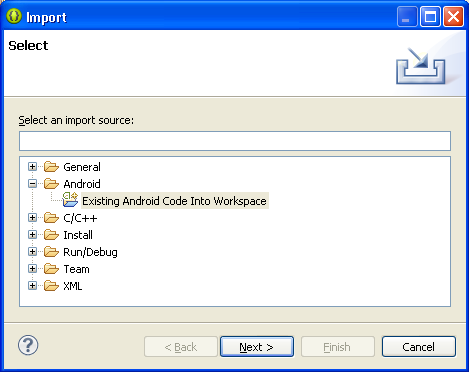 Import
Select
Select an import source:
General
Android
Existing Android Code Into Workspace
C/C++
Install
Run/Debug
Team
XML
? < Back Next > Finish Cancel